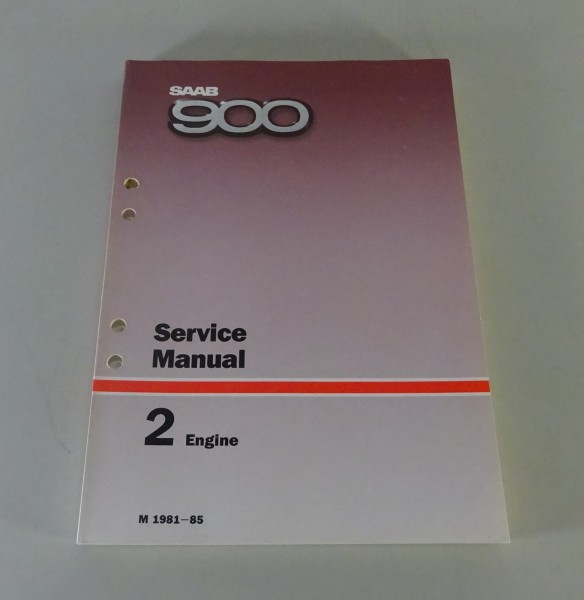 SAAB
900
Service
Manual
2 Engine
M 1981-85